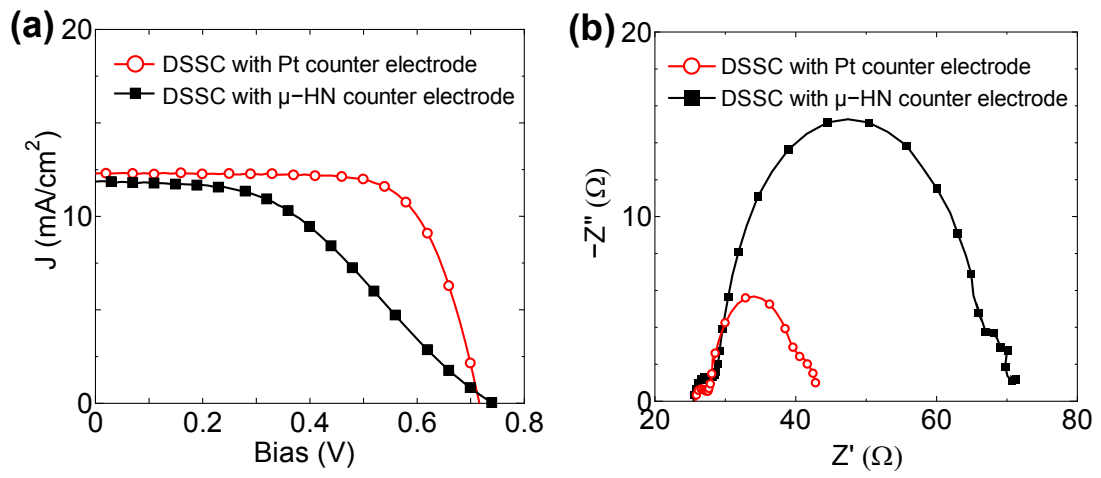 (a)
20
DSSC with Pt counter electrode
DSSC with μ−HN counter electrode
10
0
J (mA/cm²)
0
0.2
0.4
0.6
0.8
Bias (V)
(b)
20
DSSC with Pt counter electrode
DSSC with μ−HN counter electrode
10
0
−Z'' (Ω)
20
40
60
80
Z' (Ω)